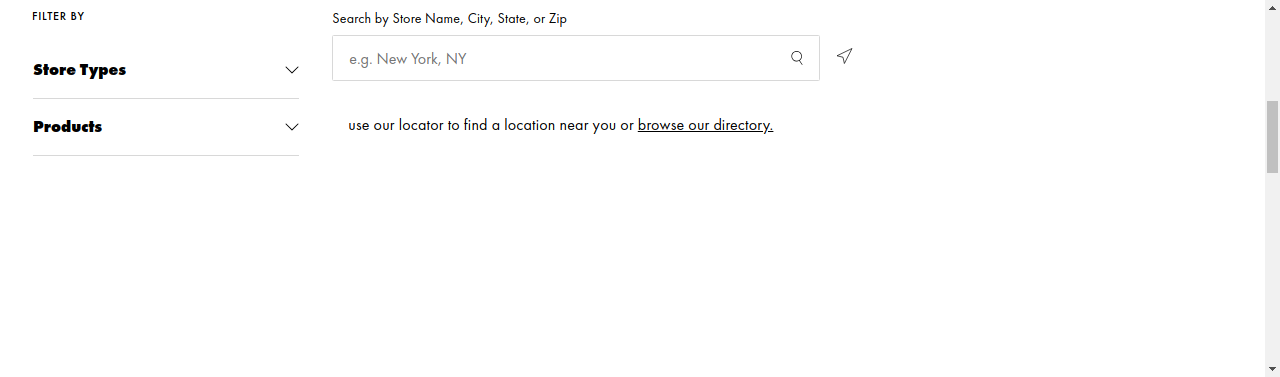 FILTER BY
Store Types
Products
Search by Store Name, City, State, or Zip
e.g. New York, NY
use our locator to find a location near you or browse our directory.